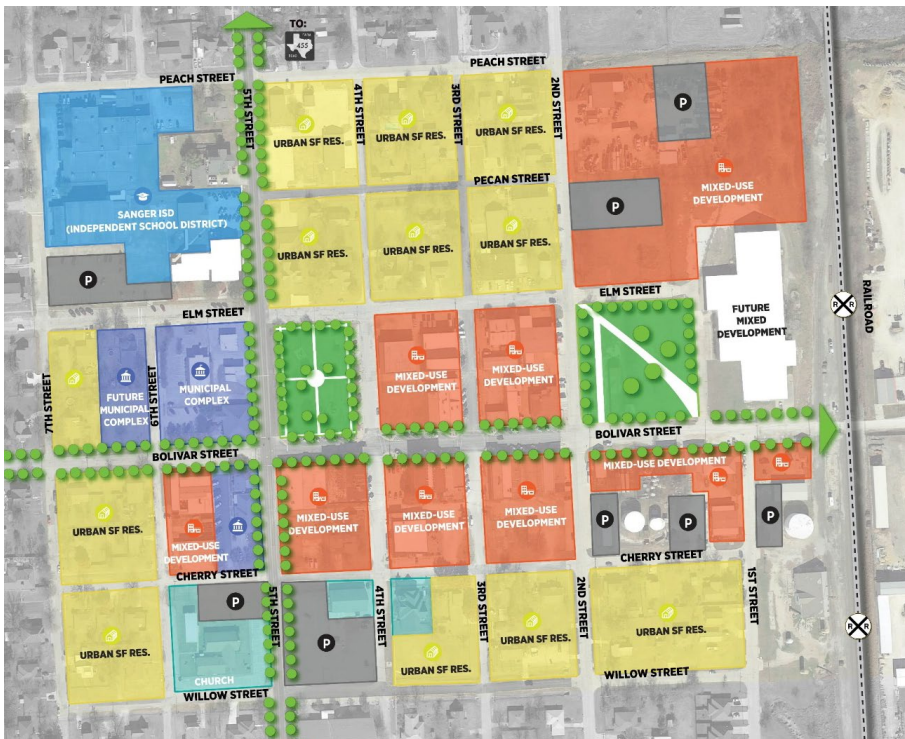 TO:
455
PEACH STREET
PEACH STREET
5TH STREET
4TH STREET
3RD STREET
2ND STREET
P
URBAN SF RES.
URBAN SF RES.
URBAN SF RES.
PECAN STREET
MIXED-USE
DEVELOPMENT
SANGER ISD
(INDEPENDENT SCHOOL DISTRICT)
P
URBAN SF RES.
URBAN SF RES.
URBAN SF RES.
P
ELM STREET
ELM STREET
RAILROAD
R R
7TH STREET
FUTURE
MUNICIPAL
COMPLEX
6TH STREET
MUNICIPAL
COMPLEX
MIXED-USE
DEVELOPMENT
MIXED-USE
DEVELOPMENT
FUTURE
MIXED
DEVELOPMENT
BOLIVAR STREET
BOLIVAR STREET
MIXED-USE DEVELOPMENT
URBAN SF RES.
MIXED-USE
DEVELOPMENT
MIXED-USE
DEVELOPMENT
MIXED-USE
DEVELOPMENT
MIXED-USE
DEVELOPMENT
P
P
P
CHERRY STREET
CHERRY STREET
5TH STREET
4TH STREET
3RD STREET
2ND STREET
1ST STREET
P
P
URBAN SF RES.
URBAN SF RES.
URBAN SF RES.
URBAN SF RES.
R R
CHURCH
WILLOW STREET
WILLOW STREET